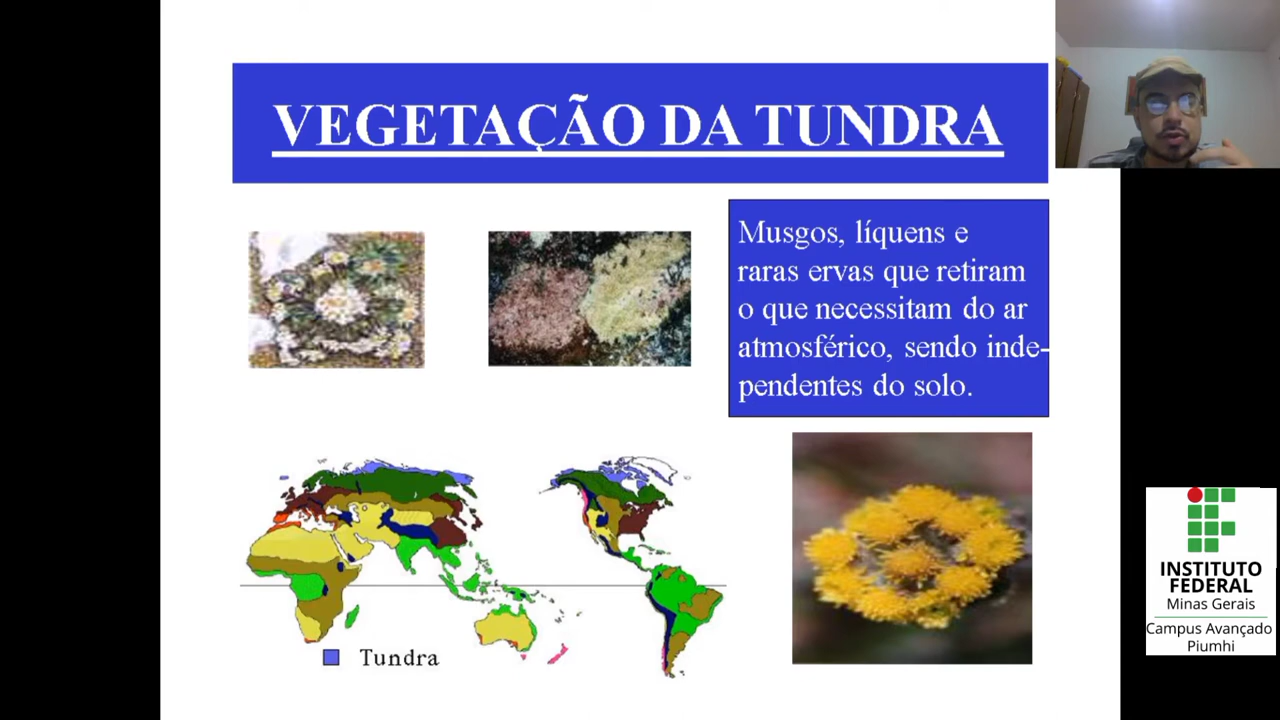 VEGETAÇÃO DA TUNDRA
Musgos, líquens e
raras ervas que retiram
o que necessitam do ar
atmosférico, sendo inde-
pendentes do solo.
Tundra
INSTITUTO
FEDERAL
Minas Gerais
Campus Avançado
Piumhi